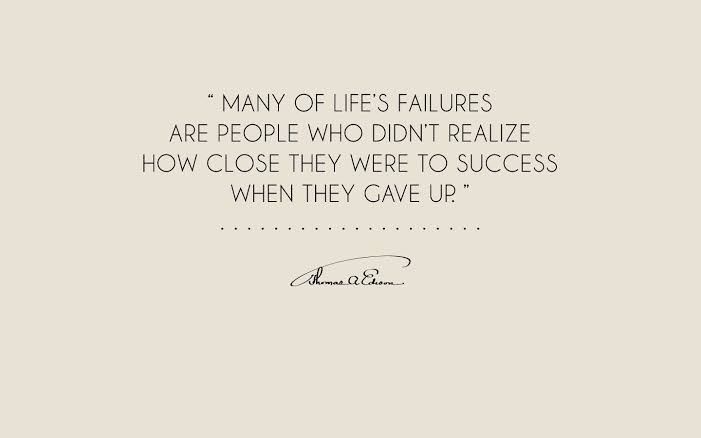 “ MANY OF LIFE’S FAILURES
ARE PEOPLE WHO DIDN’T REALIZE
HOW CLOSE THEY WERE TO SUCCESS
WHEN THEY GAVE UP. ”
Thomas A Edison